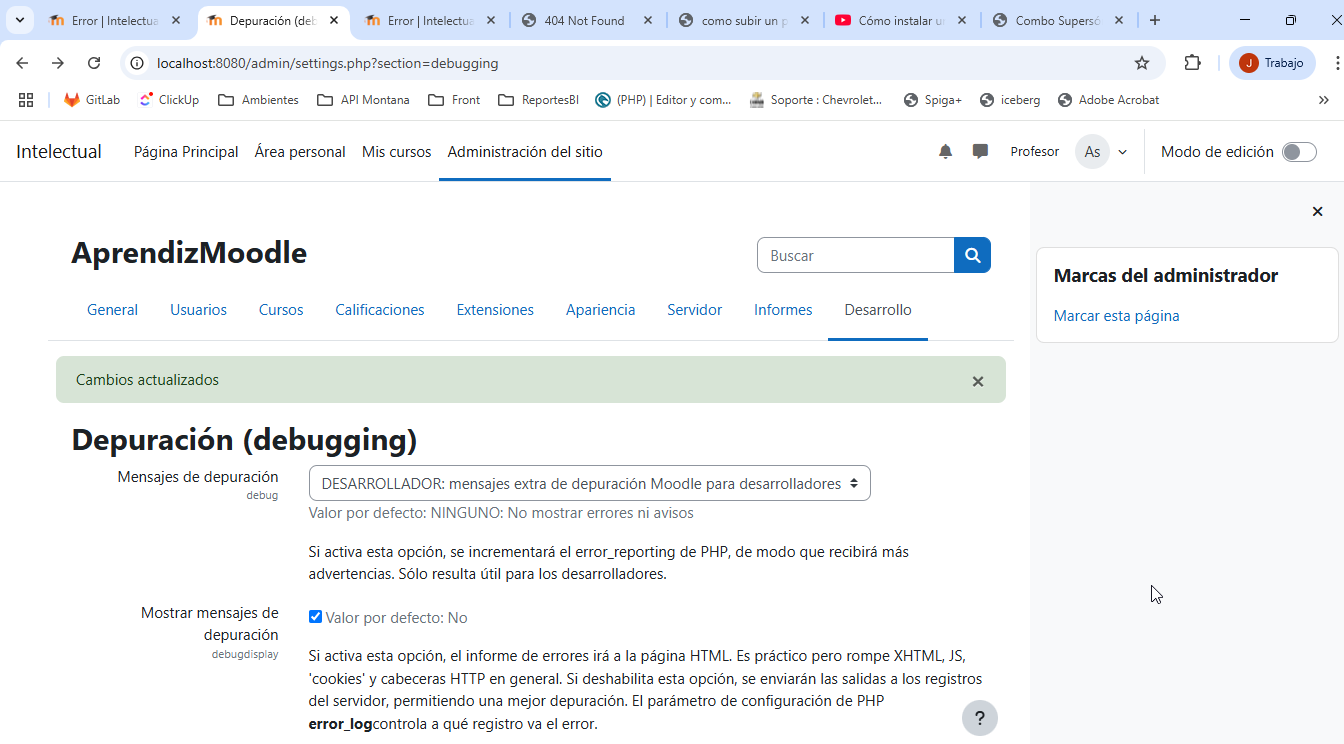 Error | Intelectua
Depuración (deb
Error | Intelectua
404 Not Found
como subir un p
Cómo instalar u
Combo Supersó
localhost:8080/admin/settings.php?section=debugging
J Trabajo
GitLab
ClickUp
Ambientes
API Montana
Front
ReportesBI
(PHP) | Editor y com...
Soporte : Chevrolet...
Spiga+
iceberg
Adobe Acrobat
Intelectual
Página Principal
Área personal
Mis cursos
Administración del sitio
Profesor
As
Modo de edición
AprendizMoodle
Buscar
General
Usuarios
Cursos
Calificaciones
Extensiones
Apariencia
Servidor
Informes
Desarrollo
Cambios actualizados
Depuración (debugging)
Mensajes de depuración
debug
DESARROLLADOR: mensajes extra de depuración Moodle para desarrolladores
Valor por defecto: NINGUNO: No mostrar errores ni avisos
Si activa esta opción, se incrementará el error_reporting de PHP, de modo que recibirá más
advertencias. Sólo resulta útil para los desarrolladores.
Mostrar mensajes de
depuración
debugdisplay
Valor por defecto: No
Si activa esta opción, el informe de errores irá a la página HTML. Es práctico pero rompe XHTML, JS,
'cookies' y cabeceras HTTP en general. Si deshabilita esta opción, se enviarán las salidas a los registros
del servidor, permitiendo una mejor depuración. El parámetro de configuración de PHP
error_logcontrola a qué registro va el error.
?
Marcas del administrador
Marcar esta página